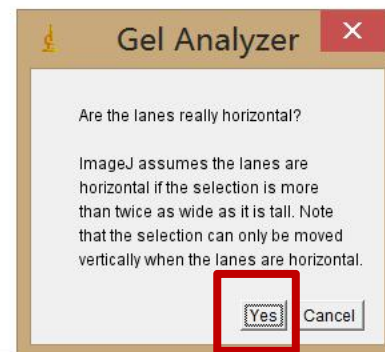 Gel Analyzer
Are the lanes really horizontal?
ImageJ assumes the lanes are
horizontal if the selection is more
than twice as wide as it is tall. Note
that the selection can only be moved
vertically when the lanes are horizontal.
Yes Cancel